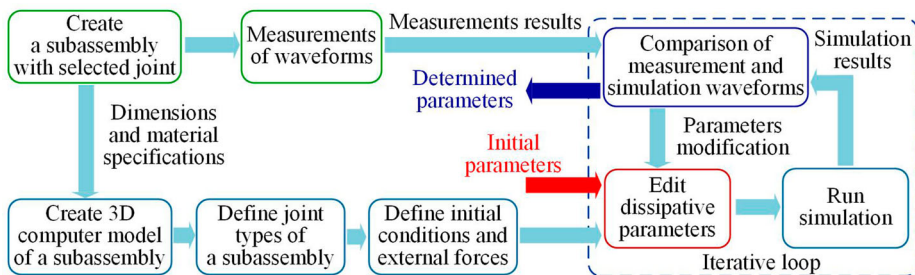 Create
a subassembly
with selected joint
Measurements
of waveforms
Measurements results
Comparison of
measurement and
simulation waveforms
Simulation
results
Determined
parameters
Dimensions
and material
specifications
Parameters
modification
Initial
parameters
Create 3D
computer model
of a subassembly
Define joint
types of
a subassembly
Define initial
conditions and
external forces
Edit
dissipative
parameters
Run
simulation
Iterative loop